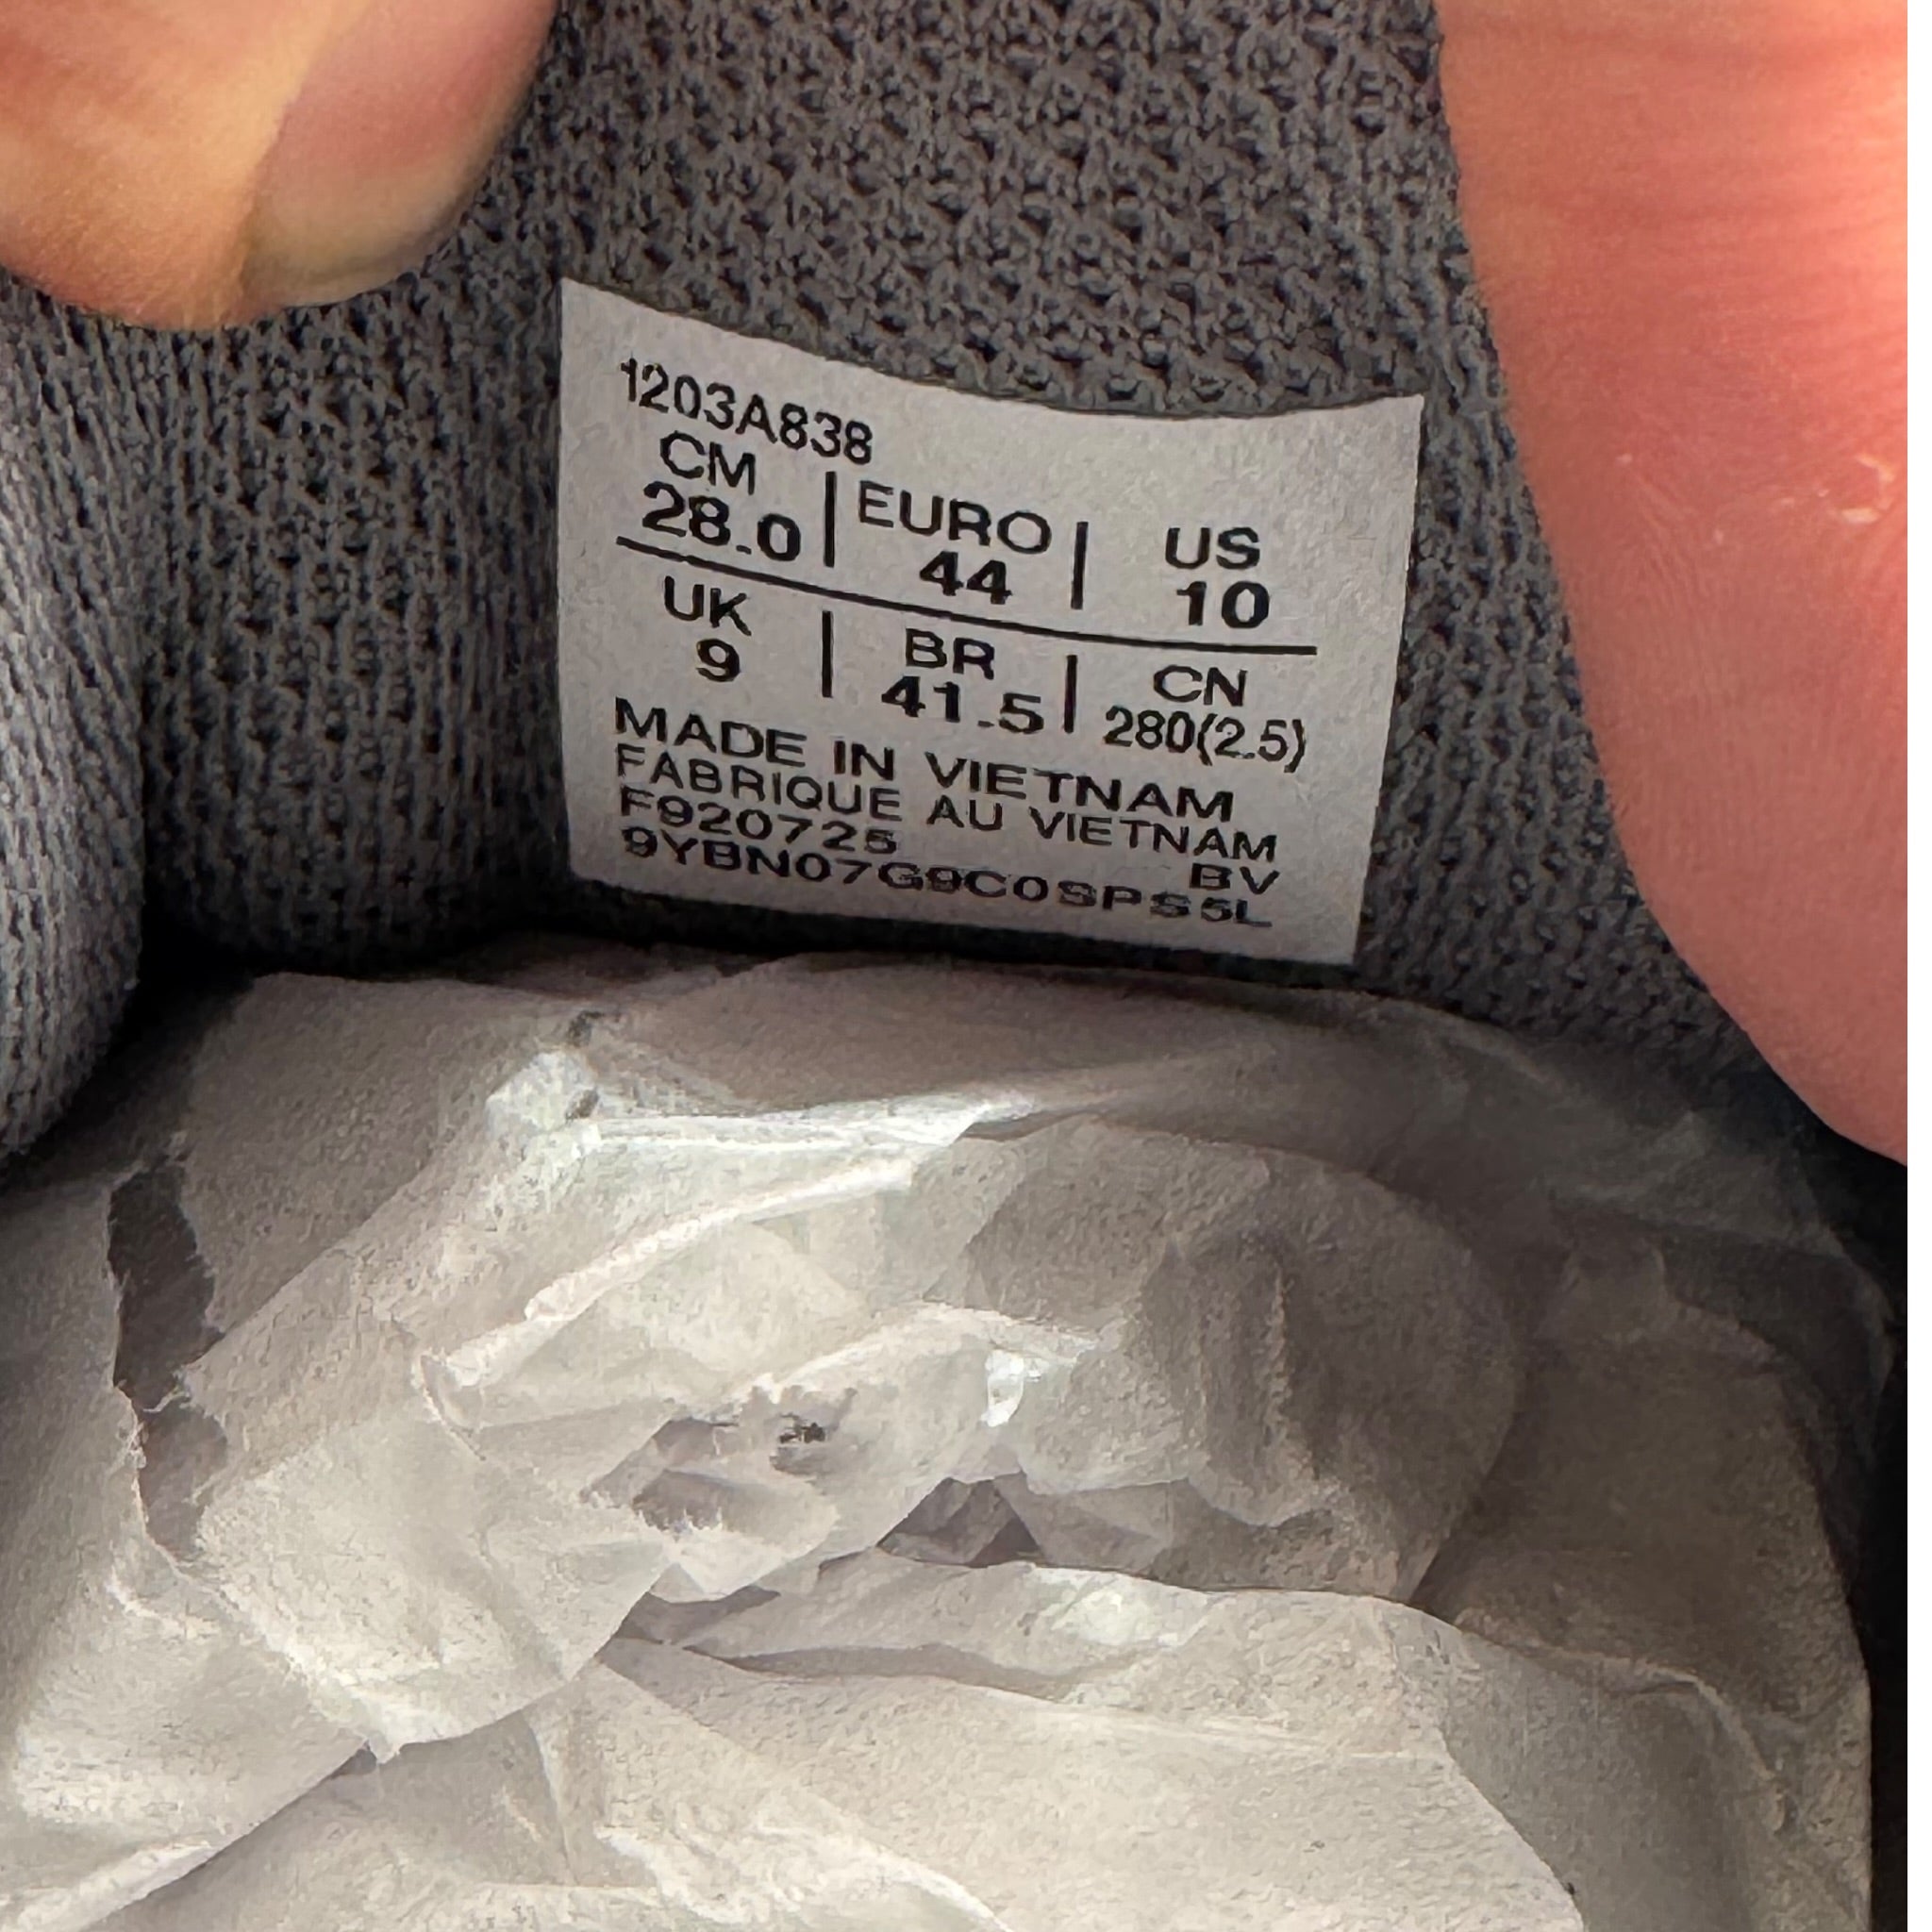 1203A838
CM | EURO | US
28.0 | 44 | 10
UK | BR | CN
9 | 41.5 | 280(2.5)
MADE IN VIETNAM
FABRIQUE AU VIETNAM
F920725 BV
9YBN07G9C0SPS5L